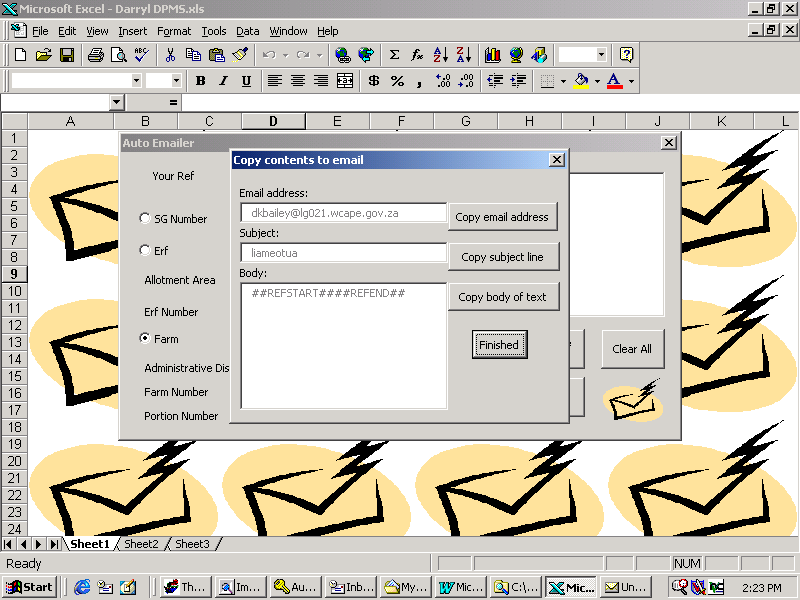 Microsoft Excel - Darryl DPMS.xls
File Edit View Insert Format Tools Data Window Help
B I U $ % ,
=
A B C D E F G H I J K L
1
2
3
4
5
6
7
8
9
10
11
12
13
14
15
16
17
18
19
20
21
22
23
24
Auto Emailer
Your Ref
SG Number
Erf
Allotment Area
Erf Number
Farm
Administrative Dis
Farm Number
Portion Number
Clear All
Copy contents to email
Email address:
dkbailey@lg021.wcape.gov.za
Copy email address
Subject:
liameotua
Copy subject line
Body:
##REFSTART####REFEND##
Copy body of text
Finished
Sheet1 Sheet2 Sheet3
Ready NUM
Start Th... Im... Au... Inb... My... Mic... C:\... Mic... Un... 2:23 PM